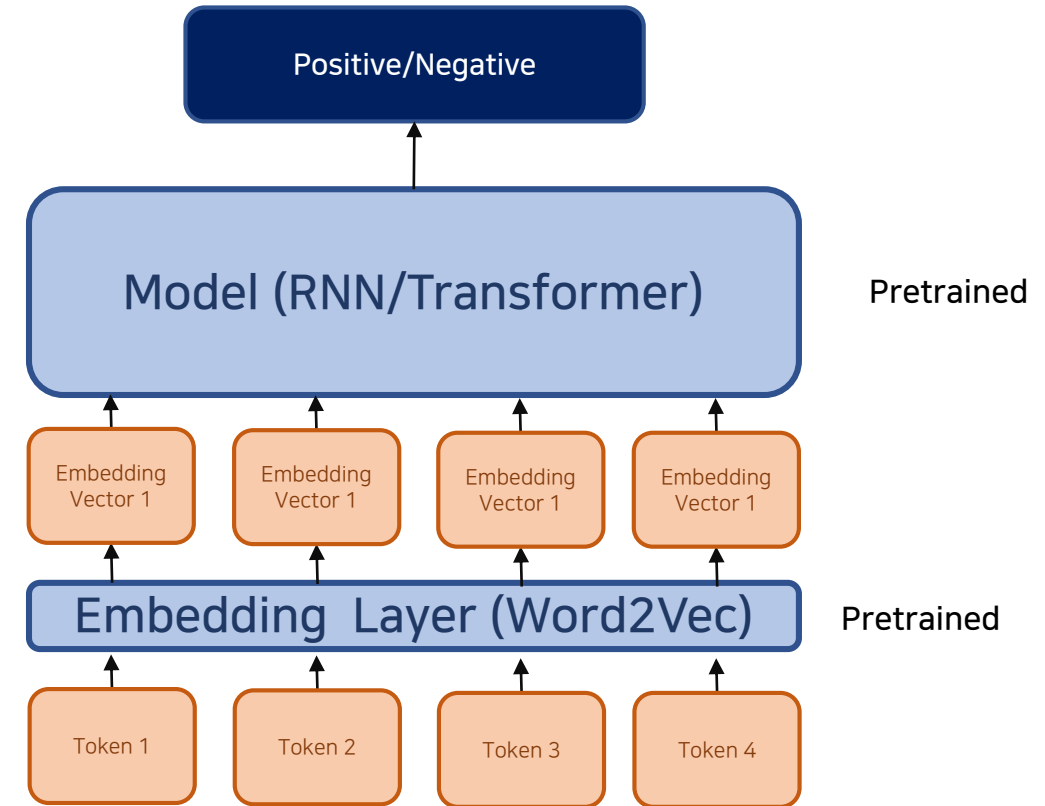 Positive/Negative
Model (RNN/Transformer)
Pretrained
Embedding
Vector 1
Embedding
Vector 1
Embedding
Vector 1
Embedding
Vector 1
Embedding Layer (Word2Vec)
Pretrained
Token 1
Token 2
Token 3
Token 4